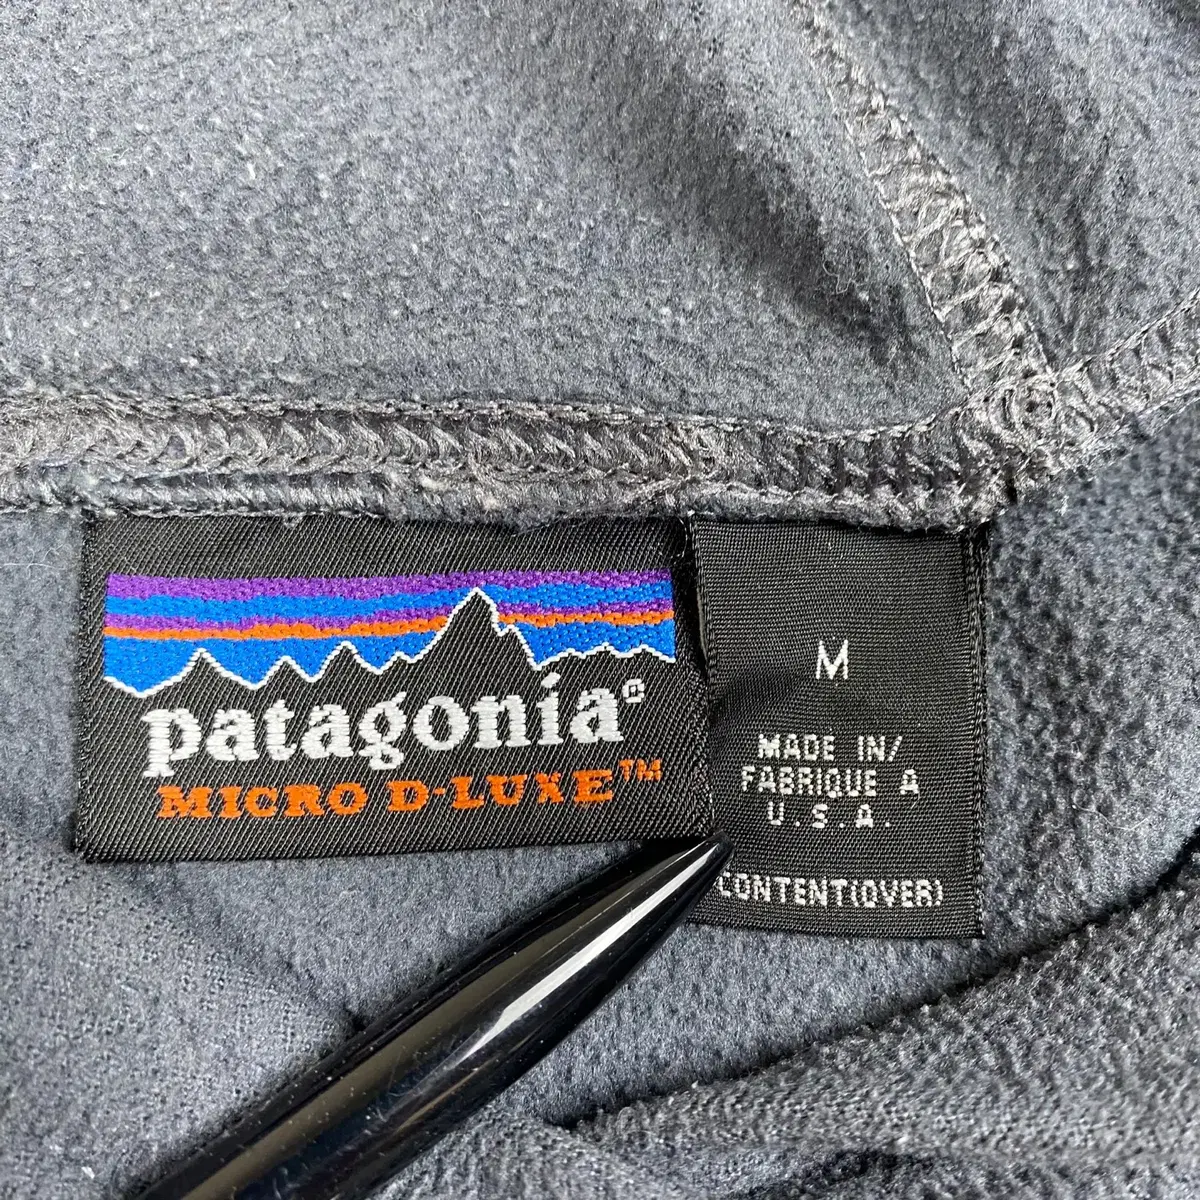 patagonia®
MICRO D-LUXE™
M
MADE IN/
FABRIQUE A
U.S.A.
CONTENT(OVER)